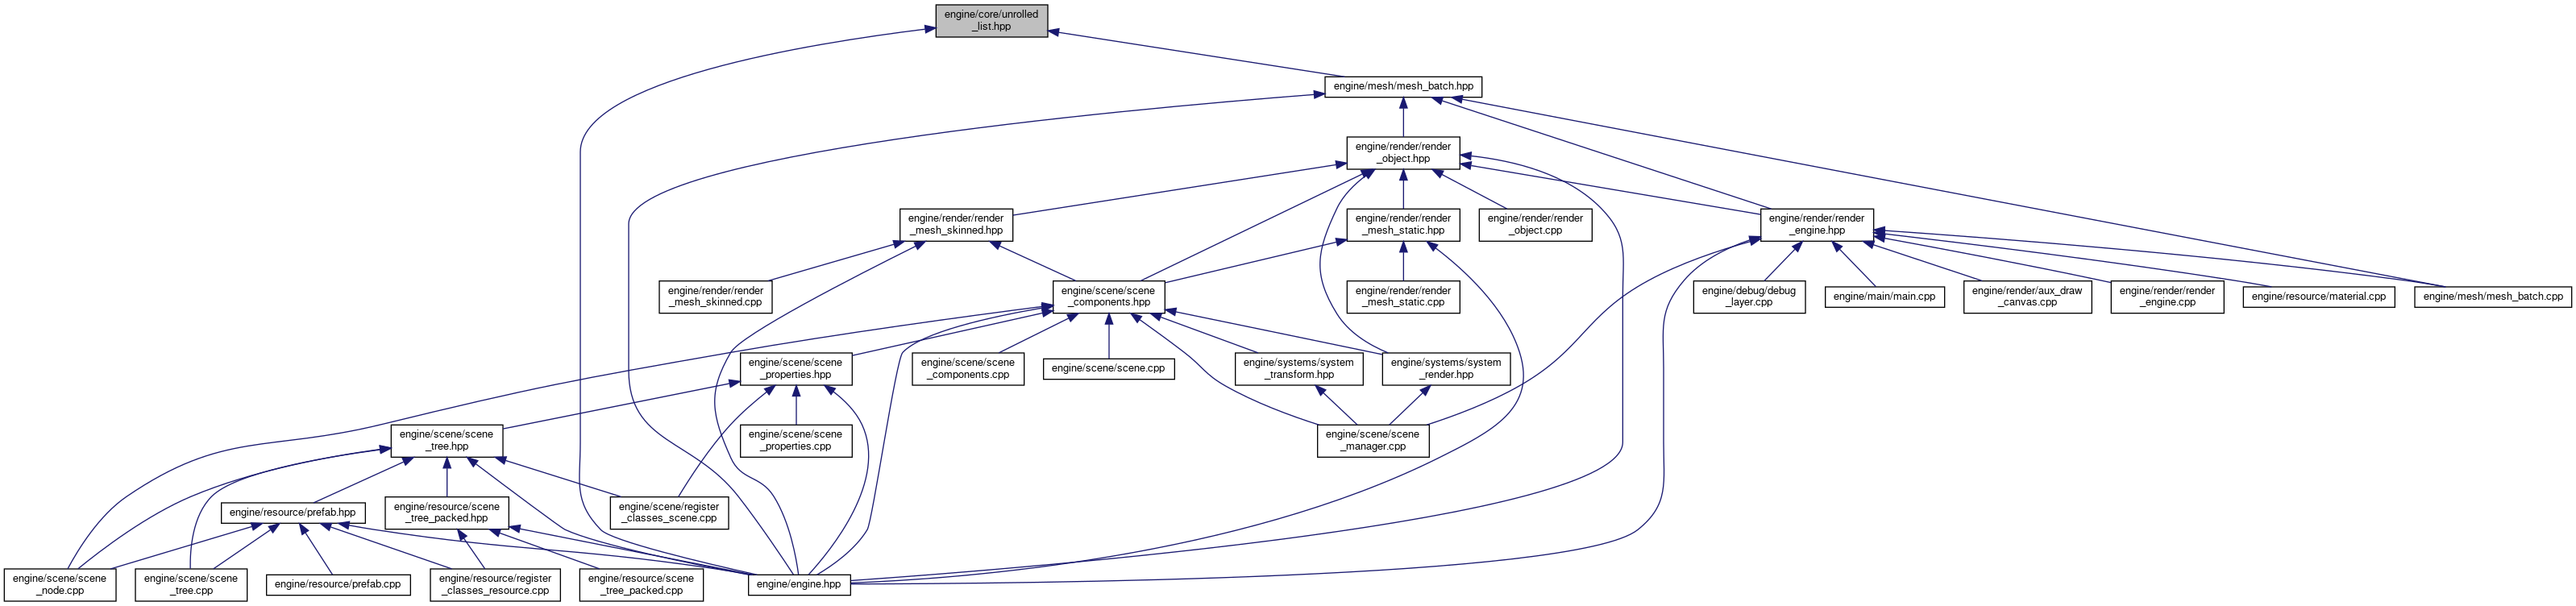 engine/core/unrolled
_list.hpp
engine/mesh/mesh_batch.hpp
engine/render/render
_object.hpp
engine/render/render
_mesh_skinned.hpp
engine/render/render
_mesh_static.hpp
engine/render/render
_object.cpp
engine/render/render
_engine.hpp
engine/render/render
_mesh_skinned.cpp
engine/scene/scene
_components.hpp
engine/render/render
_mesh_static.cpp
engine/debug/debug
_layer.cpp
engine/main/main.cpp
engine/render/aux_draw
_canvas.cpp
engine/render/render
_engine.cpp
engine/resource/material.cpp
engine/mesh/mesh_batch.cpp
engine/scene/scene
_properties.hpp
engine/scene/scene
_components.cpp
engine/scene/scene.cpp
engine/systems/system
_transform.hpp
engine/systems/system
_render.hpp
engine/scene/scene
_tree.hpp
engine/scene/scene
_properties.cpp
engine/scene/scene
_manager.cpp
engine/resource/prefab.hpp
engine/resource/scene
_tree_packed.hpp
engine/scene/register
_classes_scene.cpp
engine/scene/scene
_node.cpp
engine/scene/scene
_tree.cpp
engine/resource/prefab.cpp
engine/resource/register
_classes_resource.cpp
engine/resource/scene
_tree_packed.cpp
engine/engine.hpp